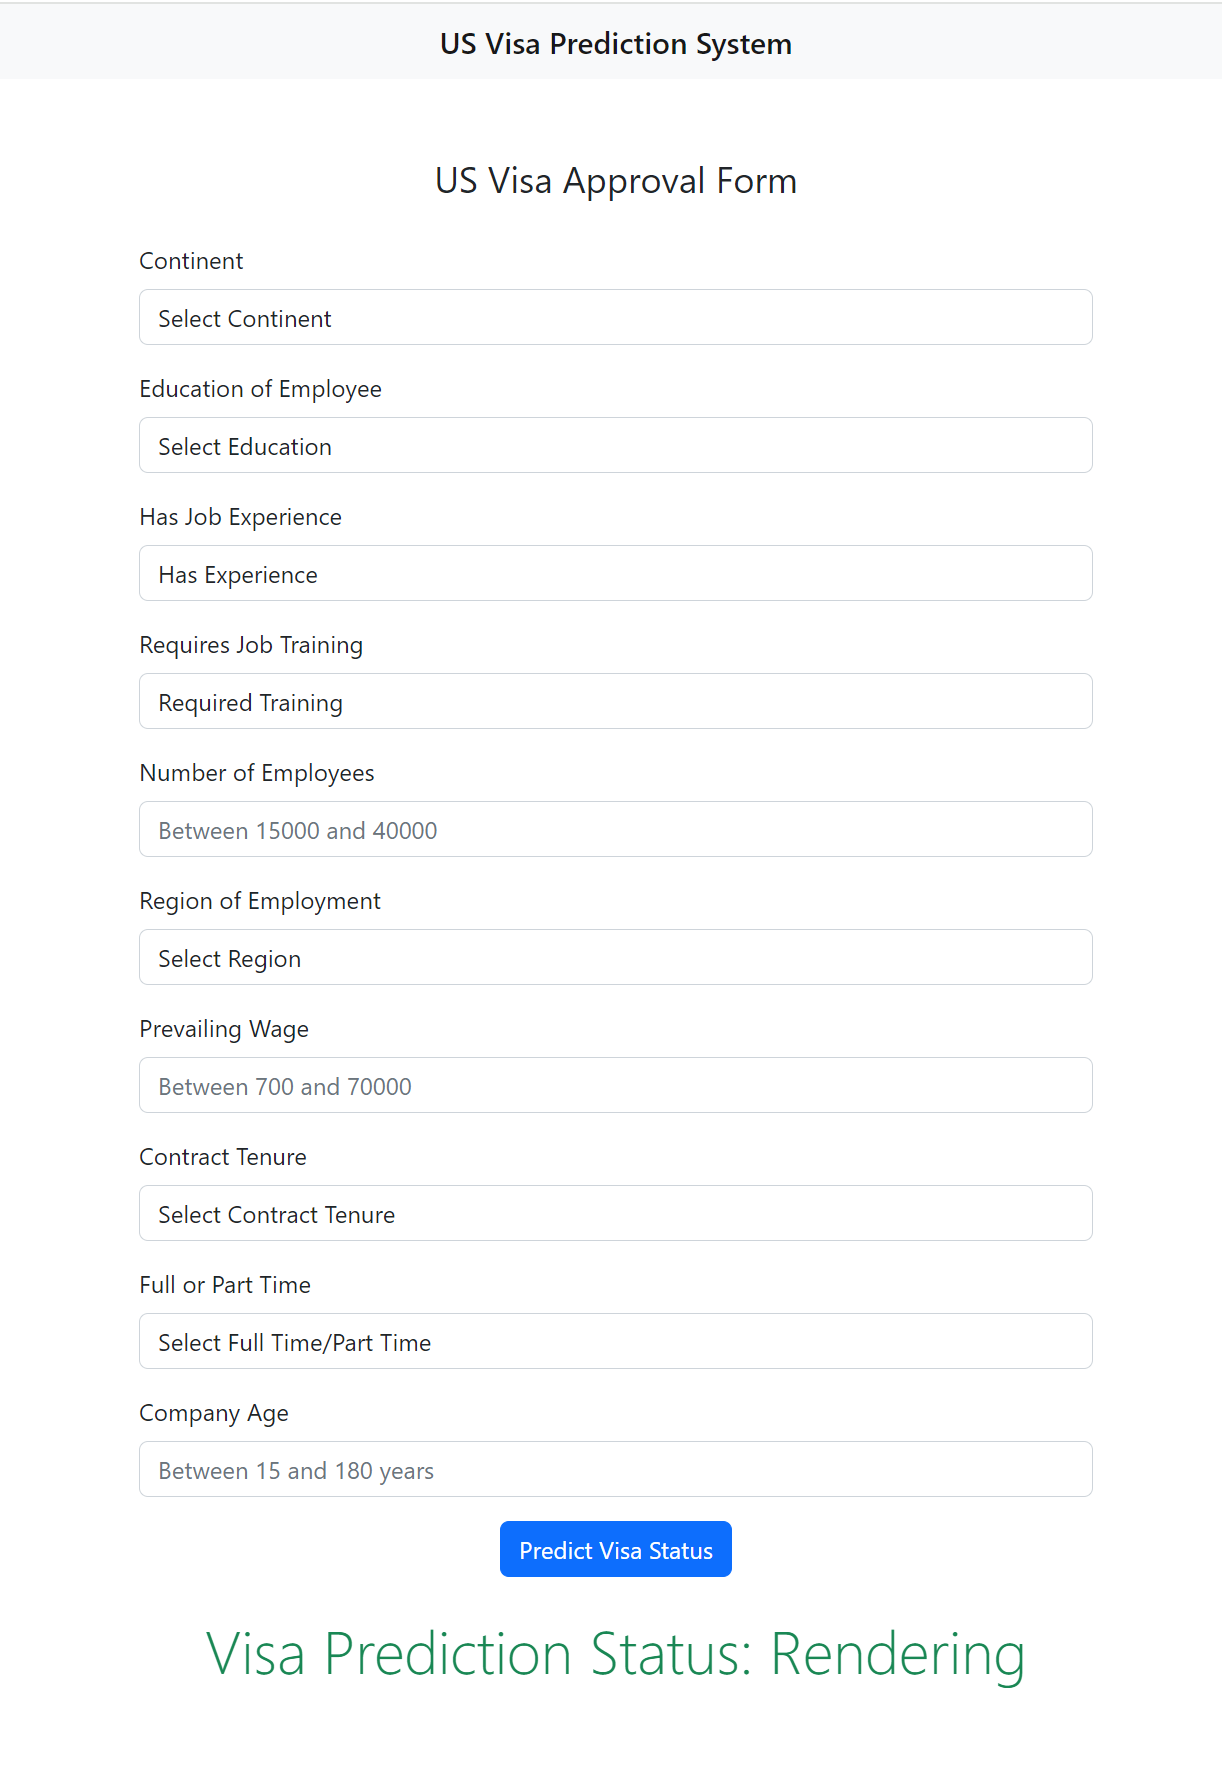 US Visa Prediction System
US Visa Approval Form
Continent
Select Continent
Education of Employee
Select Education
Has Job Experience
Has Experience
Requires Job Training
Required Training
Number of Employees
Between 15000 and 40000
Region of Employment
Select Region
Prevailing Wage
Between 700 and 70000
Contract Tenure
Select Contract Tenure
Full or Part Time
Select Full Time/Part Time
Company Age
Between 15 and 180 years
Predict Visa Status
Visa Prediction Status: Rendering